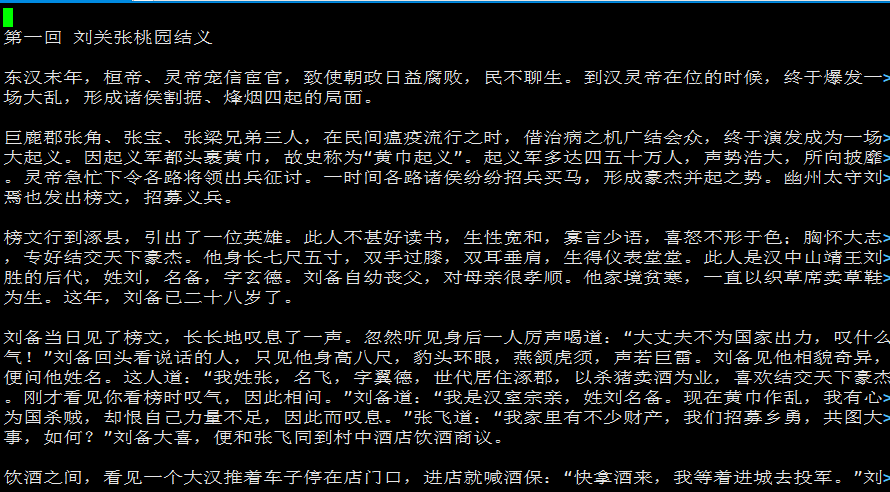 第一回 刘关张桃园结义
东汉末年，桓帝、灵帝宠信宦官，致使朝政日益腐败，民不聊生。到汉灵帝在位的时候，终于爆发一>
场大乱，形成诸侯割据、烽烟四起的局面。
巨鹿郡张角、张宝、张梁兄弟三人，在民间瘟疫流行之时，借治病之机广结会众，终于演发成为一场>
大起义。因起义军都头裹黄巾，故史称为“黄巾起义”。起义军多达四五十万人，声势浩大，所向披靡>
。灵帝急忙下令各路将领出兵征讨。一时间各路诸侯纷纷招兵买马，形成豪杰并起之势。幽州太守刘>
焉也发出榜文，招募义兵。
榜文行到涿县，引出了一位英雄。此人不甚好读书，生性宽和，寡言少语，喜怒不形于色；胸怀大志>
，专好结交天下豪杰。他身长七尺五寸，双手过膝，双耳垂肩，生得仪表堂堂。此人是汉中山靖王刘>
胜的后代，姓刘，名备，字玄德。刘备自幼丧父，对母亲很孝顺。他家境贫寒，一直以织草席卖草鞋>
为生。这年，刘备已二十八岁了。
刘备当日见了榜文，长长地叹息了一声。忽然听见身后一人厉声喝道：“大丈夫不为国家出力，叹什么>
气！”刘备回头看说话的人，只见他身高八尺，豹头环眼，燕颔虎须，声若巨雷。刘备见他相貌奇异，>
便问他姓名。这人道：“我姓张，名飞，字翼德，世代居住涿郡，以杀猪卖酒为业，喜欢结交天下豪杰>
。刚才看见你看榜时叹气，因此相问。”刘备道：“我是汉室宗亲，姓刘名备。现在黄巾作乱，我有心>
为国杀贼，却恨自己力量不足，因此而叹息。”张飞道：“我家里有不少财产，我们招募乡勇，共图大>
事，如何？”刘备大喜，便和张飞同到村中酒店饮酒商议。
饮酒之间，看见一个大汉推着车子停在店门口，进店就喊酒保：“快拿酒来，我等着进城去投军。”刘>